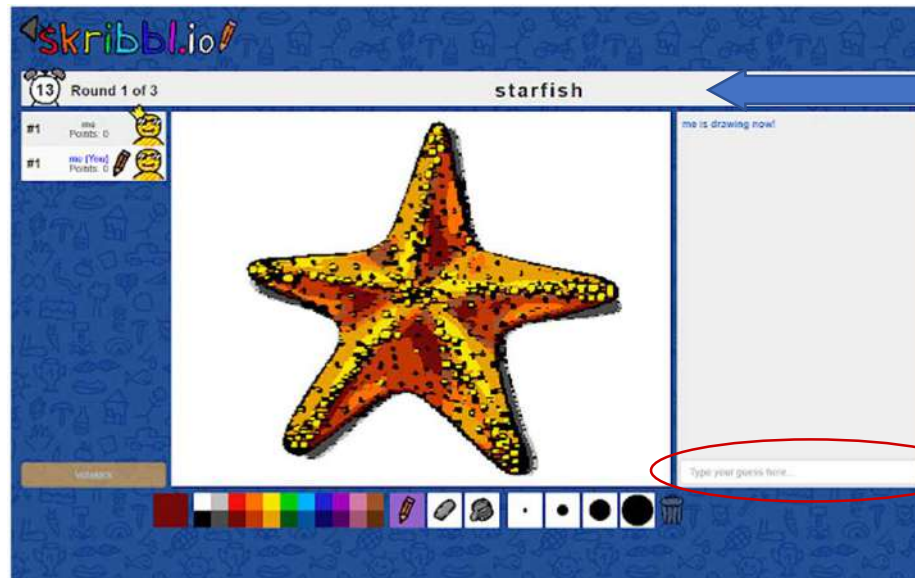 skribbl.io
13 Round 1 of 3
starfish
#1 me
Points: 0
#1 me (You)
Points: 0
me is drawing now!
Type your guess here...